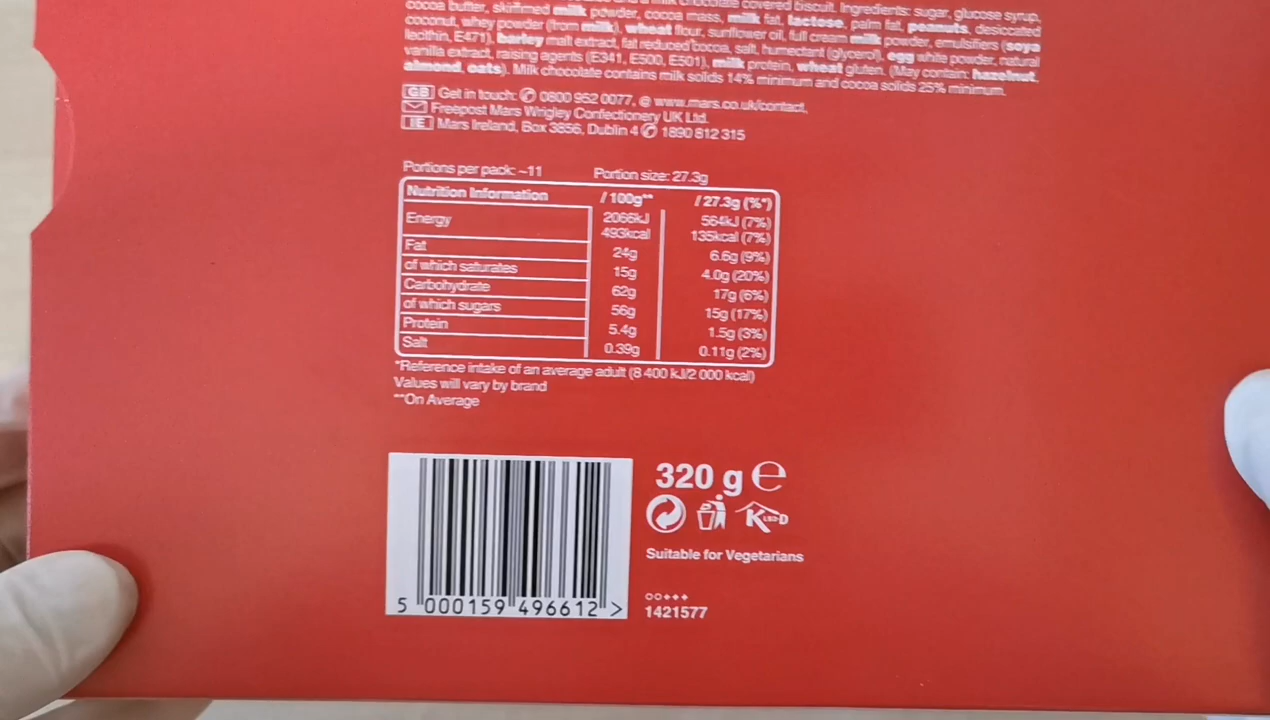 chocolate covered biscuit. Ingredients: sugar, glucose syrup,
cocoa butter, skimmed milk powder, cocoa mass, milk fat, lactose, palm fat, peanuts, desiccated
coconut, whey powder (from milk), wheat flour, sunflower oil, full cream milk powder, emulsifiers (soya
lecithin, E471), barley malt extract, fat reduced cocoa, salt, humectant (glycerol), egg white powder, natural
vanilla extract, raising agents (E341, E500, E501), milk protein, wheat gluten. (May contain: hazelnut,
almond, oats). Milk chocolate contains milk solids 14% minimum and cocoa solids 25% minimum.
GB Get in touch: 0800 952 0077, @ www.mars.co.uk/contact,
Freepost Mars Wrigley Confectionery UK Ltd.
IE Mars Ireland, Box 3856, Dublin 4 1890 812 315
Portions per pack: ~11 Portion size: 27.3g
Nutrition Information /100g** /27.3g (%*)
Energy 2066kJ 564kJ (7%)
493kcal 135kcal (7%)
Fat 24g 6.6g (9%)
of which saturates 15g 4.0g (20%)
Carbohydrate 62g 17g (6%)
of which sugars 56g 15g (17%)
Protein 5.4g 1.5g (3%)
Salt 0.39g 0.11g (2%)
*Reference intake of an average adult (8 400 kJ/2 000 kcal)
Values will vary by brand
**On Average
320 g e
K LBD-D
Suitable for Vegetarians
5 000159 496612 >
1421577